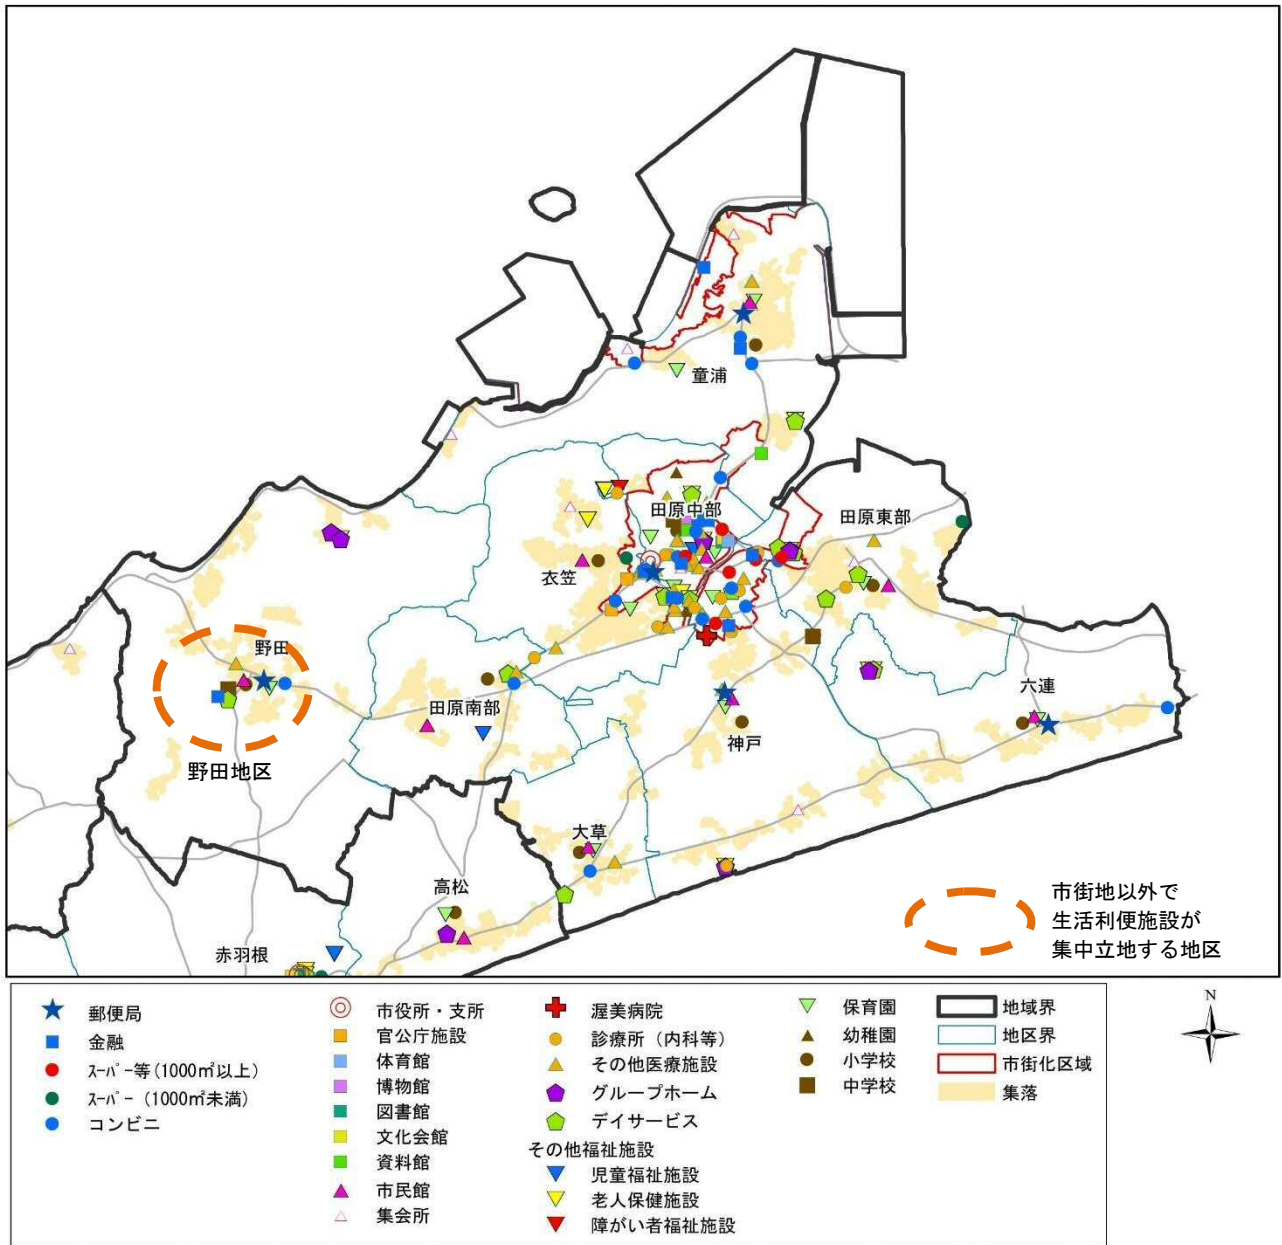 童浦
田原中部
田原東部
衣笠
野田
田原南部
六連
神戸
野田地区
大草
高松
赤羽根
市街地以外で
生活利便施設が
集中立地する地区
郵便局
金融
スーパー等(1000㎡以上)
スーパー(1000㎡未満)
コンビニ
市役所・支所
官公庁施設
体育館
博物館
図書館
文化会館
資料館
市民館
集会所
渥美病院
診療所(内科等)
その他医療施設
グループホーム
デイサービス
その他福祉施設
児童福祉施設
老人保健施設
障がい者福祉施設
保育園
幼稚園
小学校
中学校
地域界
地区界
市街化区域
集落
N